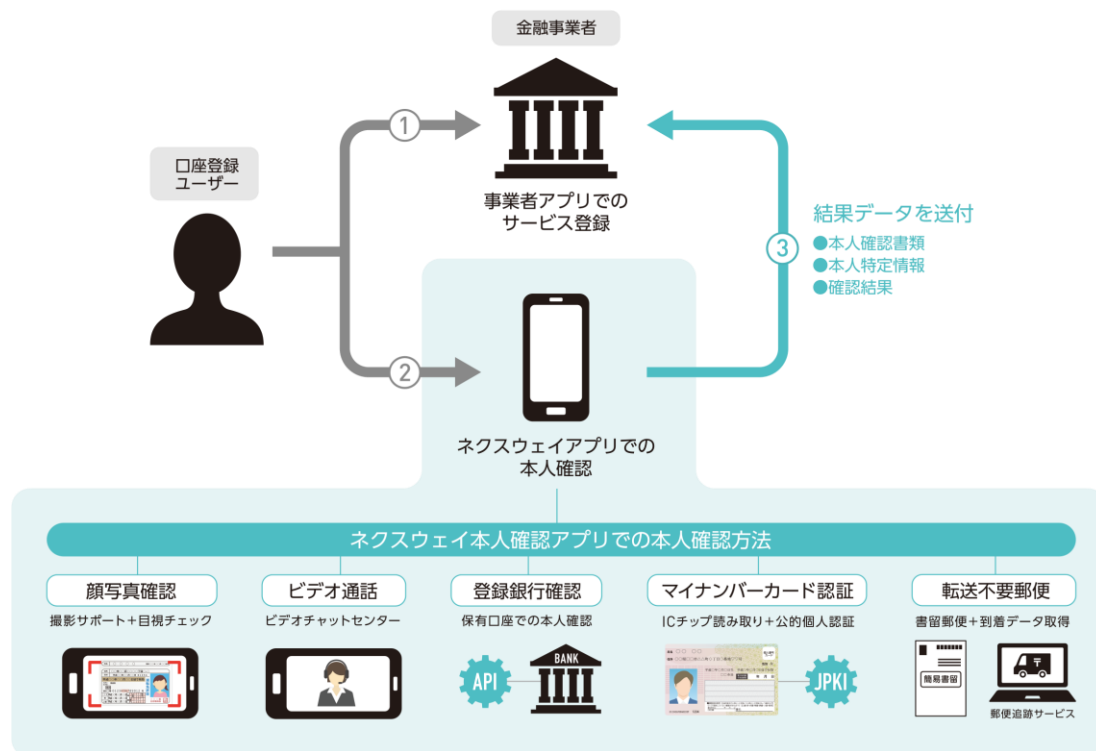 金融事業者
①
口座登録
ユーザー
事業者アプリでの
サービス登録
結果データを送付
③
●本人確認書類
●本人特定情報
●確認結果
②
ネクスウェイアプリでの
本人確認
ネクスウェイ本人確認アプリでの本人確認方法
顔写真確認
撮影サポート+目視チェック
ビデオ通話
ビデオチャットセンター
登録銀行確認
保有口座での本人確認
API
BANK
マイナンバーカード認証
ICチップ読み取り+公的個人認証
JPKI
転送不要郵便
書留郵便+到着データ取得
簡易書留
〒
郵便追跡サービス